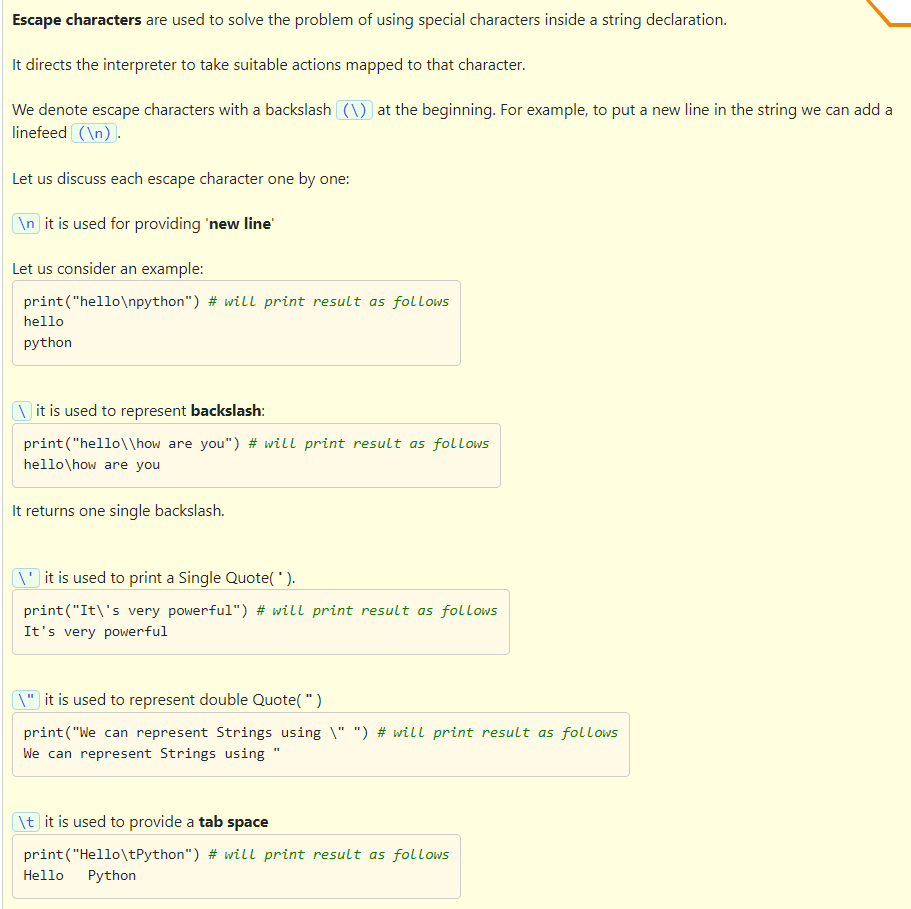 Escape characters are used to solve the problem of using special characters inside a string declaration.
It directs the interpreter to take suitable actions mapped to that character.
We denote escape characters with a backslash (\) at the beginning. For example, to put a new line in the string we can add a
linefeed (\n).
Let us discuss each escape character one by one:
\n it is used for providing 'new line'
Let us consider an example:
print("hello\npython") # will print result as follows
hello
python
\ it is used to represent backslash:
print("hello\\how are you") # will print result as follows
hello\how are you
It returns one single backslash.
\' it is used to print a Single Quote( ' ).
print("It\'s very powerful") # will print result as follows
It's very powerful
\" it is used to represent double Quote( " )
print("We can represent Strings using \" ") # will print result as follows
We can represent Strings using "
\t it is used to provide a tab space
print("Hello\tPython") # will print result as follows
Hello   Python